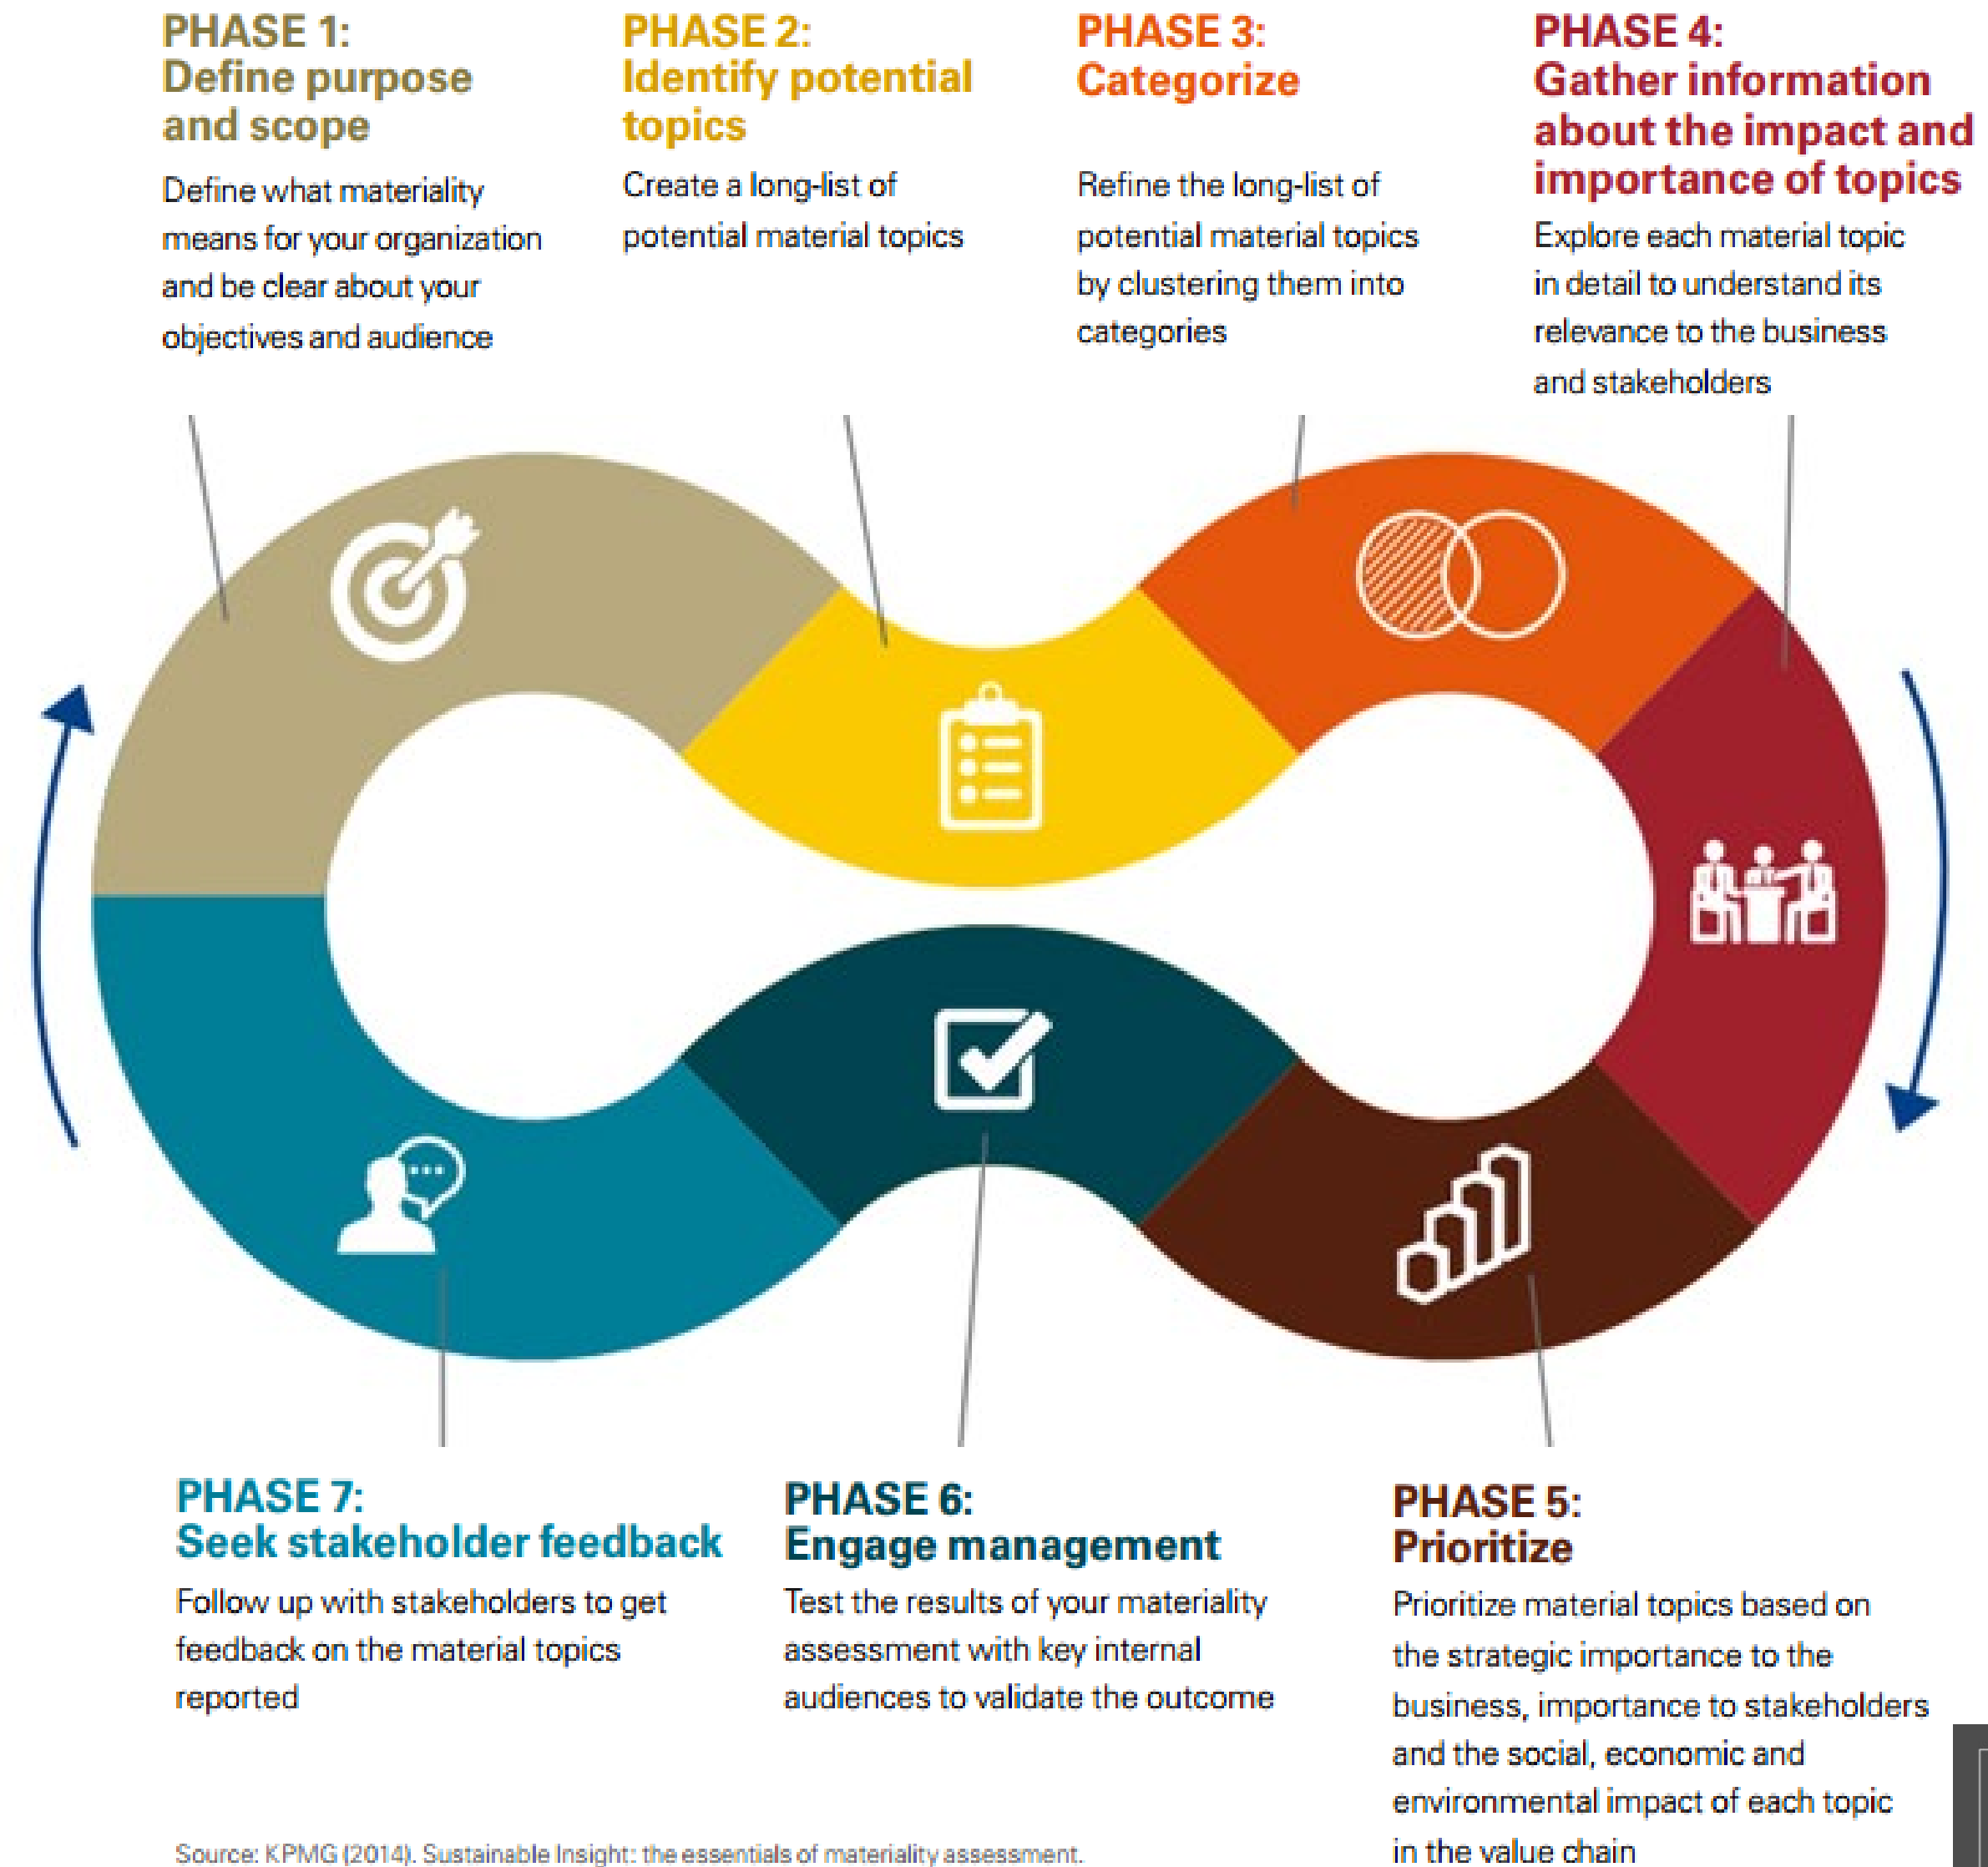 PHASE 1:
Define purpose
and scope
Define what materiality
means for your organization
and be clear about your
objectives and audience
PHASE 2:
Identify potential
topics
Create a long-list of
potential material topics
PHASE 3:
Categorize
Refine the long-list of
potential material topics
by clustering them into
categories
PHASE 4:
Gather information
about the impact and
importance of topics
Explore each material topic
in detail to understand its
relevance to the business
and stakeholders
PHASE 7:
Seek stakeholder feedback
Follow up with stakeholders to get
feedback on the material topics
reported
PHASE 6:
Engage management
Test the results of your materiality
assessment with key internal
audiences to validate the outcome
PHASE 5:
Prioritize
Prioritize material topics based on
the strategic importance to the
business, importance to stakeholders
and the social, economic and
environmental impact of each topic
in the value chain
Source: KPMG (2014). Sustainable Insight: the essentials of materiality assessment.